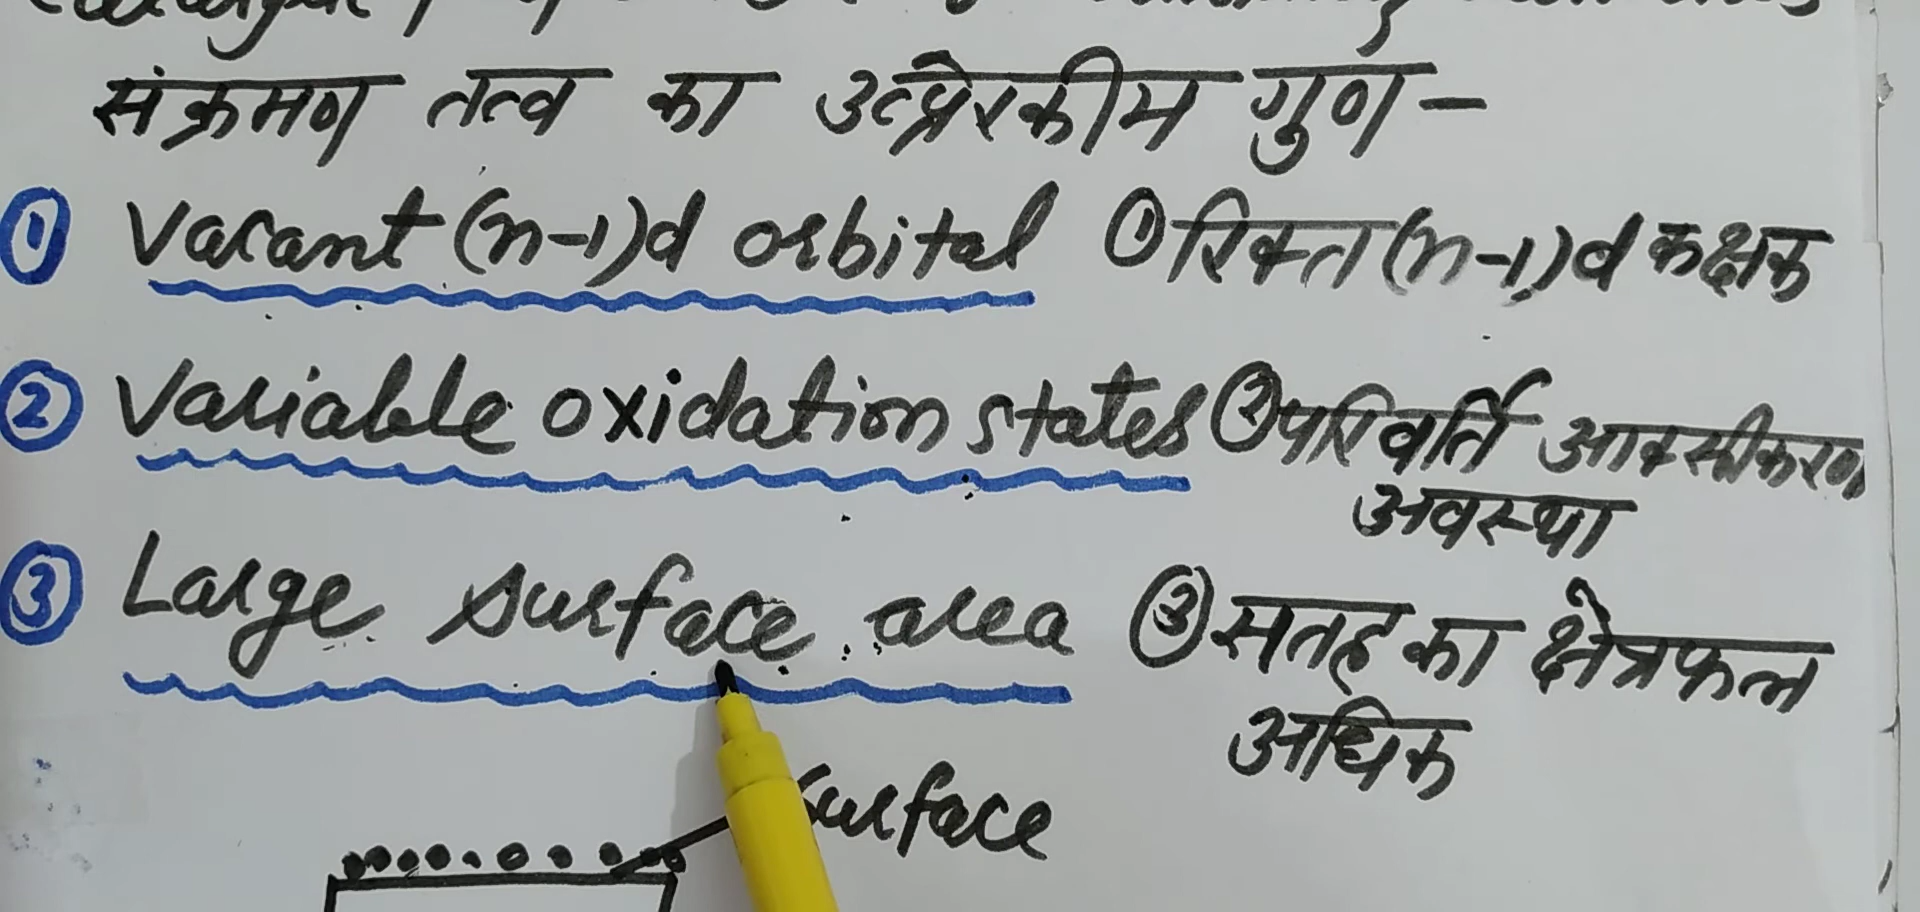 संक्रमण तत्व का उत्प्रेरकीय गुण-
① Vacant (n-1)d orbital ① रिक्त (n-1)d कक्षक
② Variable oxidation states ② परिवर्ति आक्सीकरण
अवस्था
③ Large surface area ③ सतह का क्षेत्रफल
अधिक
surface